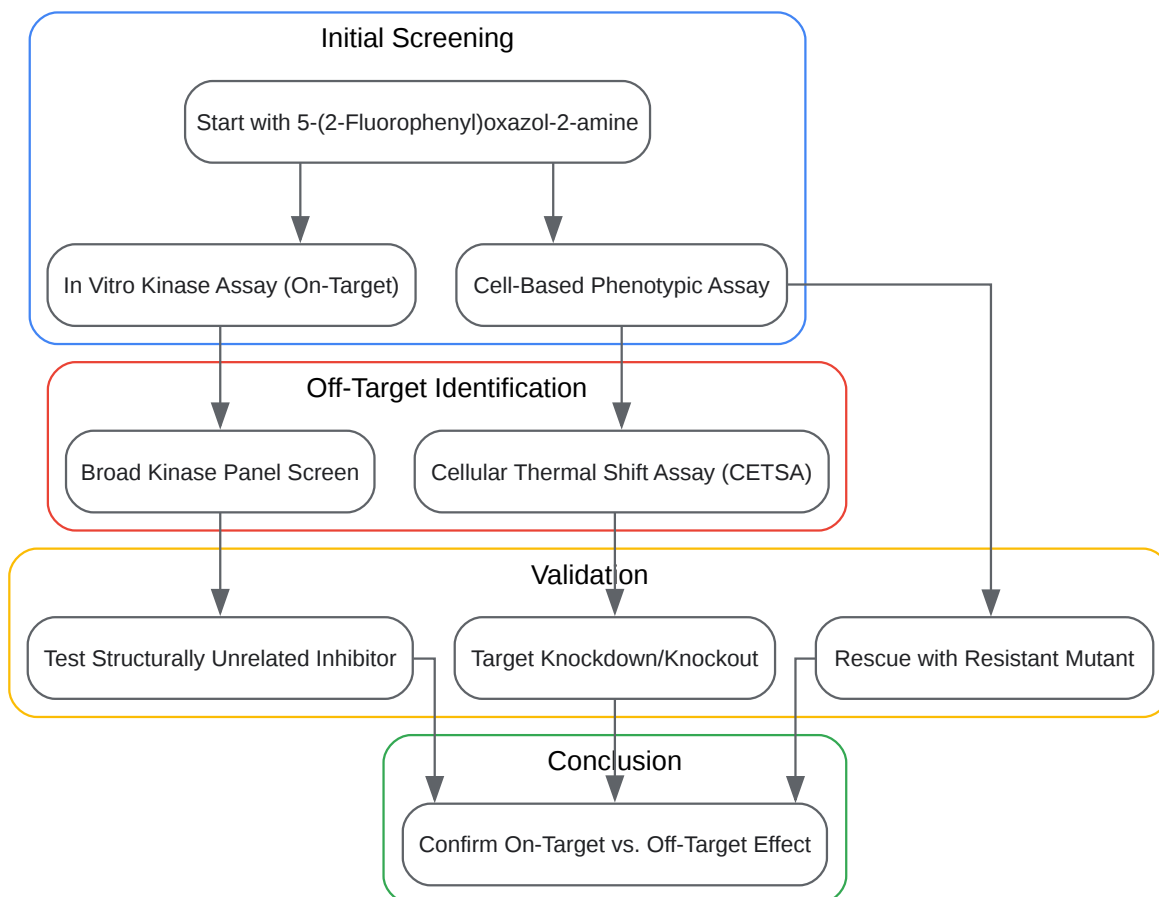 Initial Screening
Start with 5-(2-Fluorophenyl)oxazol-2-amine
In Vitro Kinase Assay (On-Target)
Cell-Based Phenotypic Assay
Off-Target Identification
Broad Kinase Panel Screen
Cellular Thermal Shift Assay (CETSA)
Validation
Test Structurally Unrelated Inhibitor
Target Knockdown/Knockout
Rescue with Resistant Mutant
Conclusion
Confirm On-Target vs. Off-Target Effect